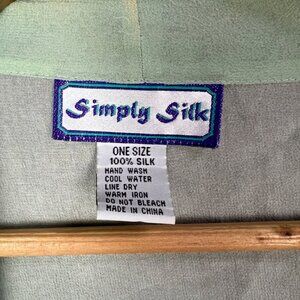 Simply Silk
ONE SIZE
100% SILK
HAND WASH
COOL WATER
LINE DRY
WARM IRON
DO NOT BLEACH
MADE IN CHINA